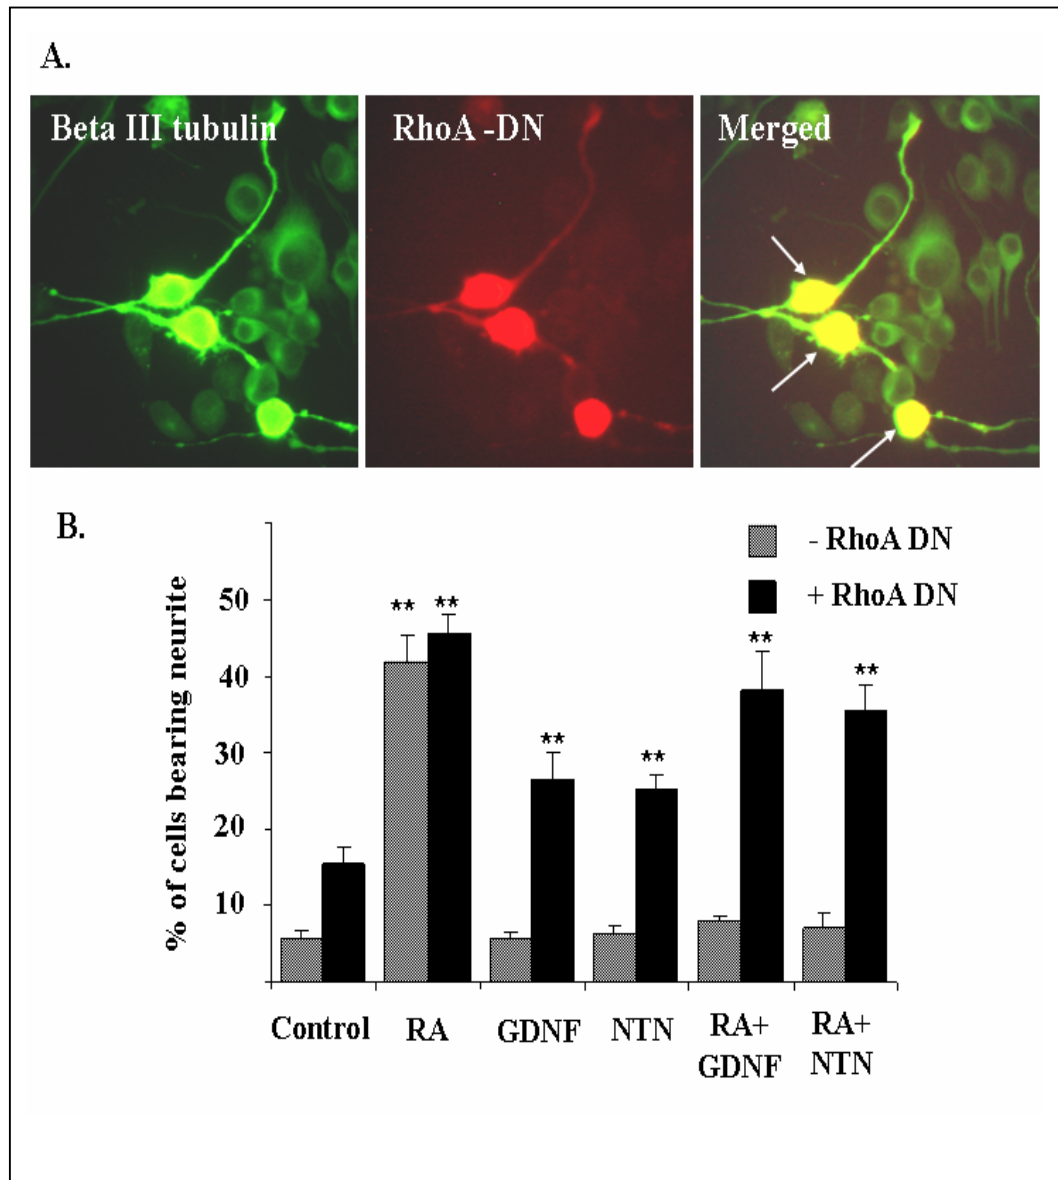 A.
Beta III tubulin
RhoA -DN
Merged
B.
- RhoA DN
+ RhoA DN
% of cells bearing neurite
50
40
30
20
10
** ** ** ** ** **
Control RA GDNF NTN RA+ GDNF RA+ NTN